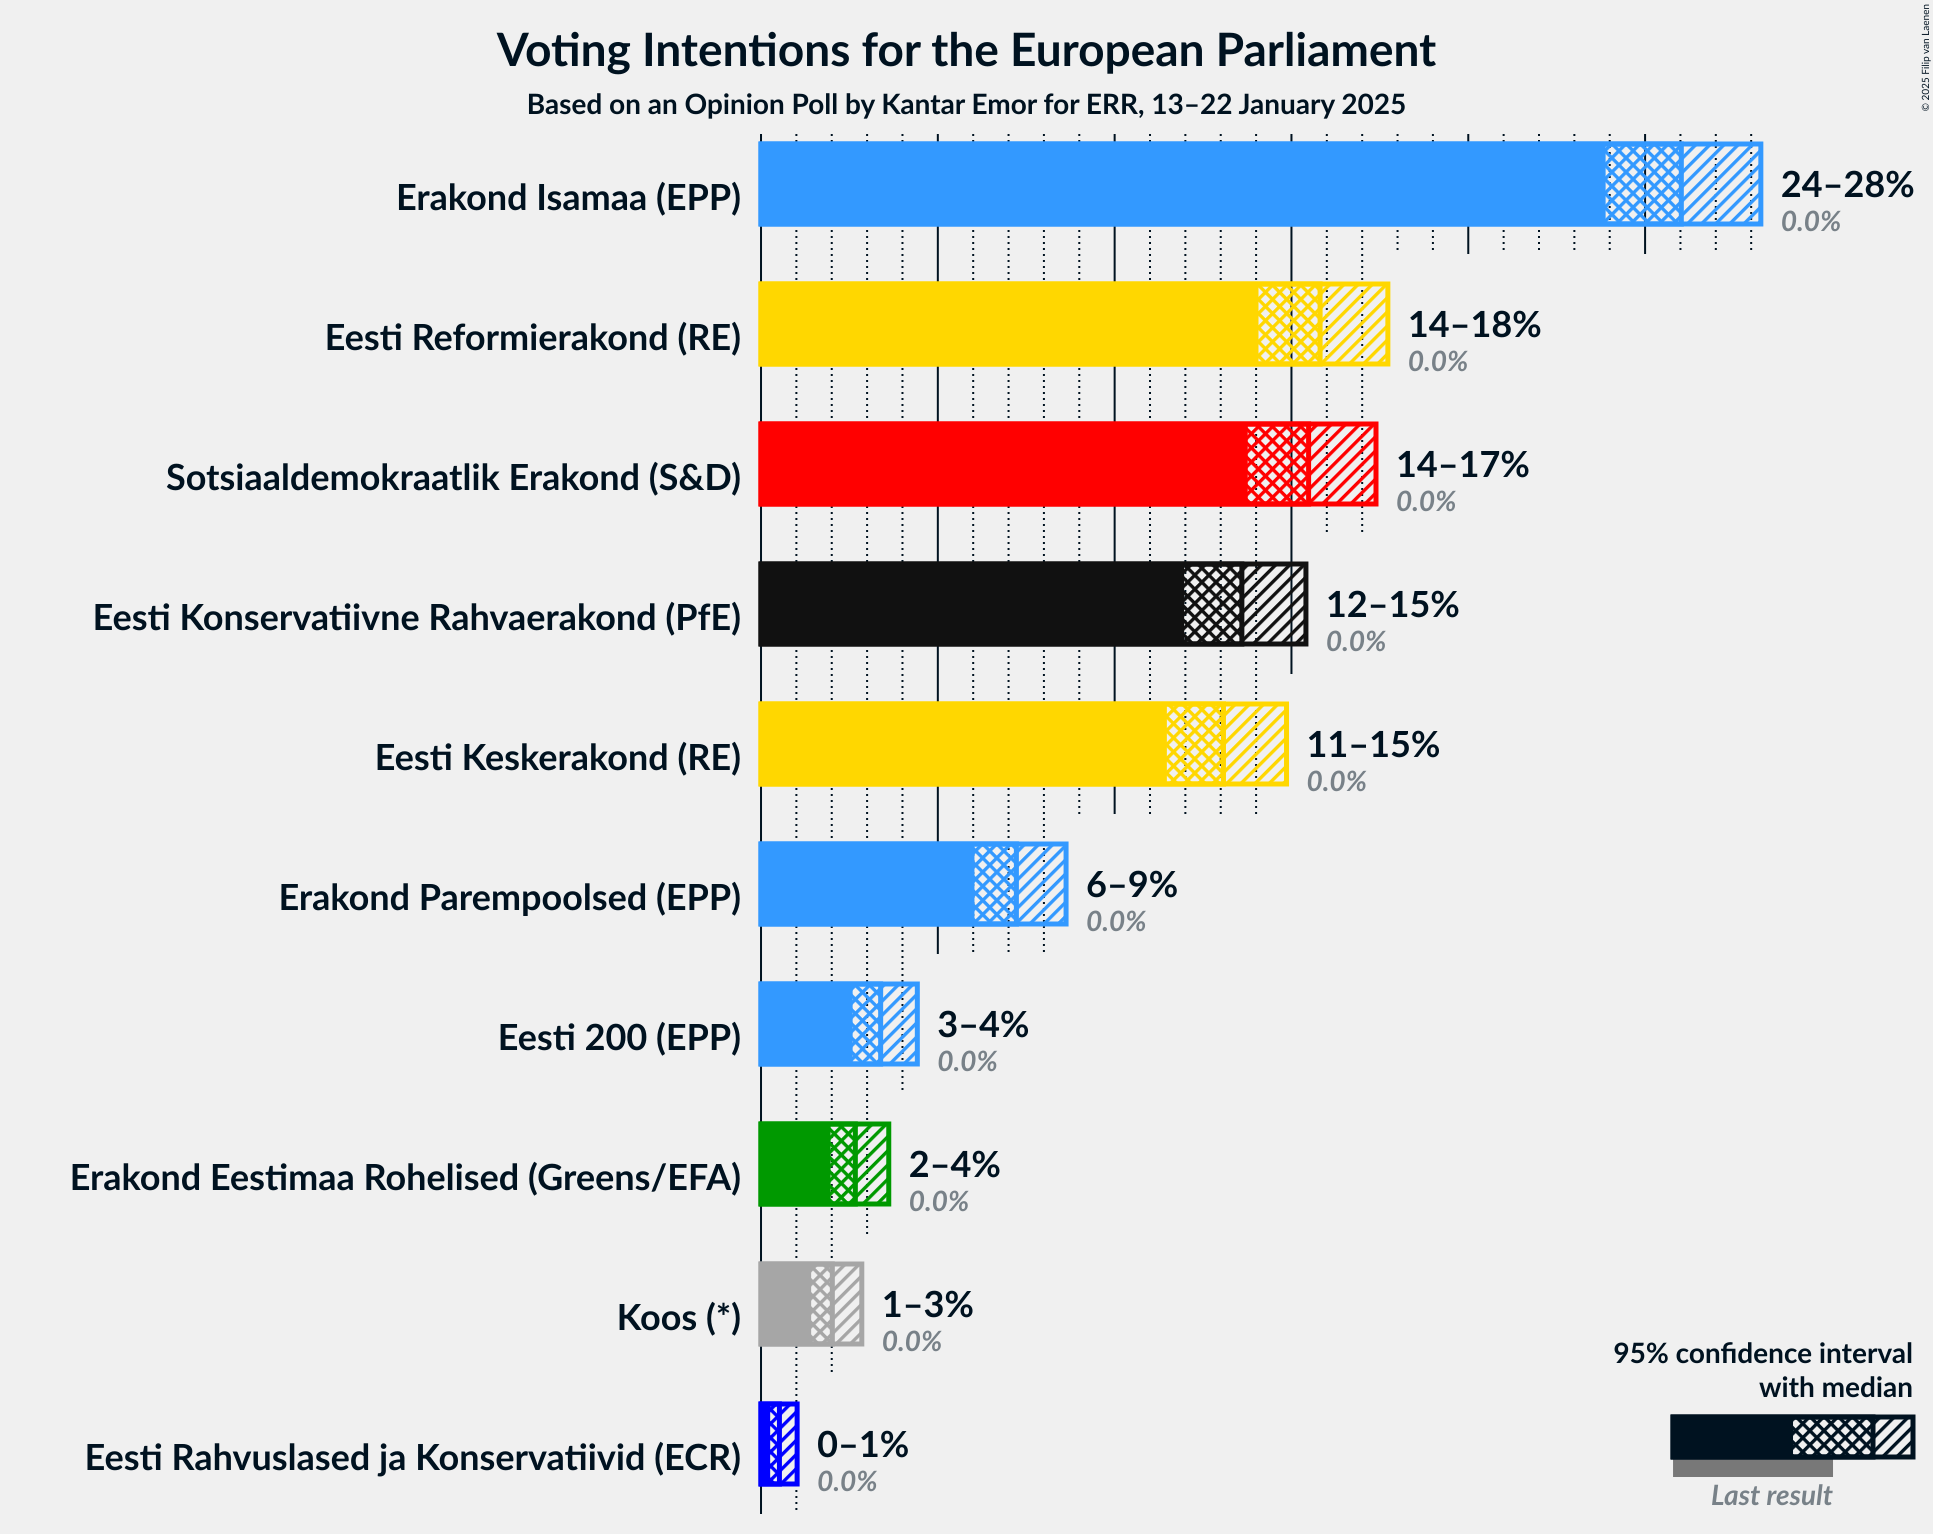 Voting Intentions for the European Parliament
Based on an Opinion Poll by Kantar Emor for ERR, 13–22 January 2025
© 2025 Filip van Laenen
Erakond Isamaa (EPP)
24–28%
0.0%
Eesti Reformierakond (RE)
14–18%
0.0%
Sotsiaaldemokraatlik Erakond (S&D)
14–17%
0.0%
Eesti Konservatiivne Rahvaerakond (PfE)
12–15%
0.0%
Eesti Keskerakond (RE)
11–15%
0.0%
Erakond Parempoolsed (EPP)
6–9%
0.0%
Eesti 200 (EPP)
3–4%
0.0%
Erakond Eestimaa Rohelised (Greens/EFA)
2–4%
0.0%
Koos (*)
1–3%
0.0%
Eesti Rahvuslased ja Konservatiivid (ECR)
0–1%
0.0%
95% confidence interval
with median
Last result